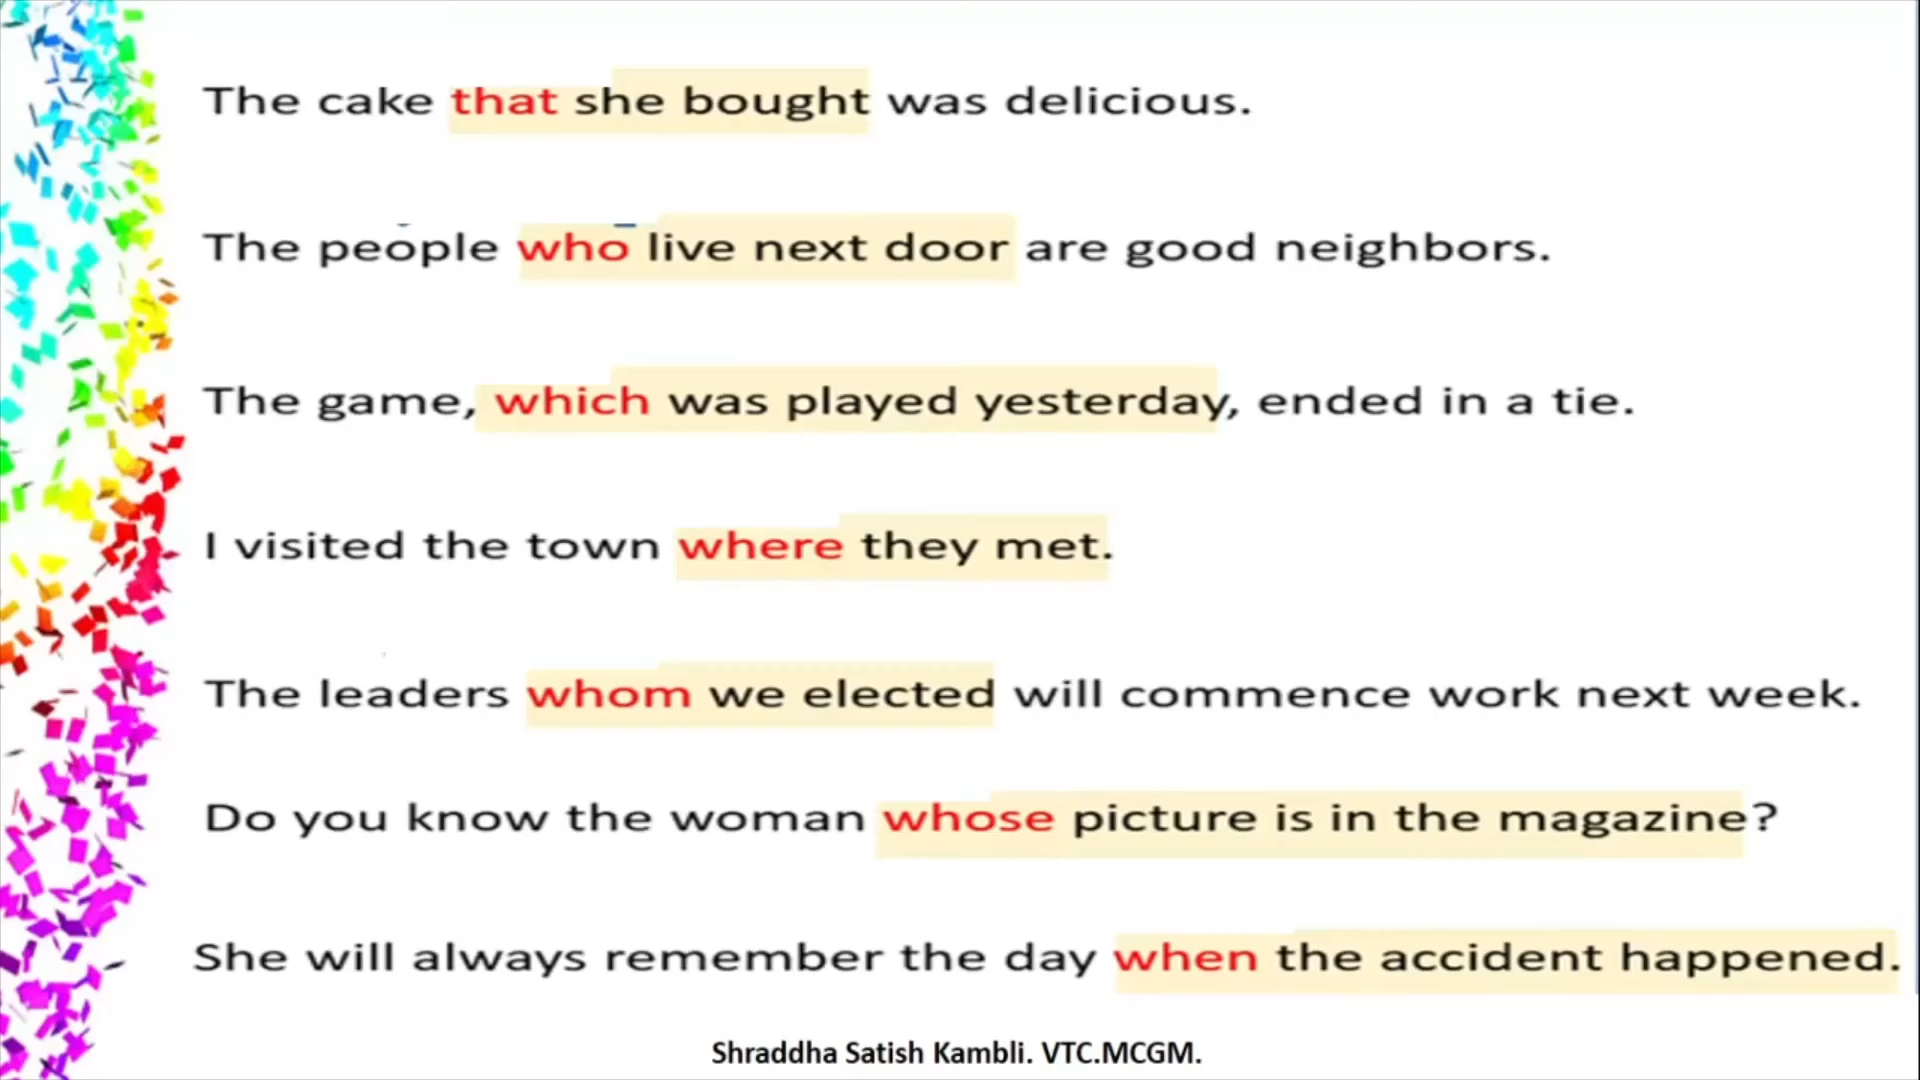 The cake that she bought was delicious.
The people who live next door are good neighbors.
The game, which was played yesterday, ended in a tie.
I visited the town where they met.
The leaders whom we elected will commence work next week.
Do you know the woman whose picture is in the magazine?
She will always remember the day when the accident happened.
Shraddha Satish Kambli. VTC.MCGM.